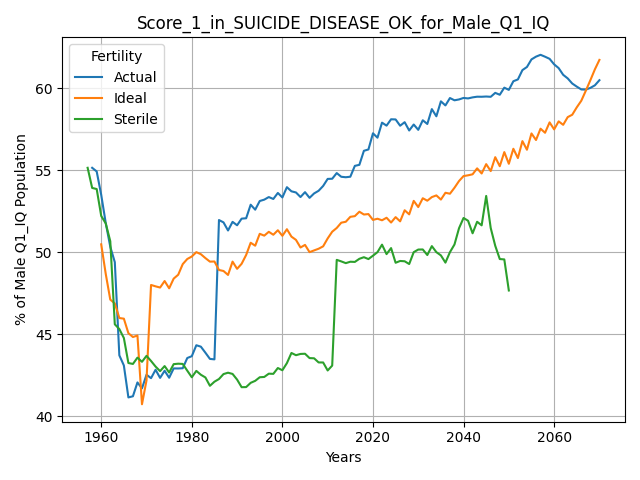 Score_1_in_SUICIDE_DISEASE_OK_for_Male_Q1_IQ
Fertility
Actual
Ideal
Sterile
% of Male Q1_IQ Population
60
55
50
45
40
1960
1980
2000
2020
2040
2060
Years